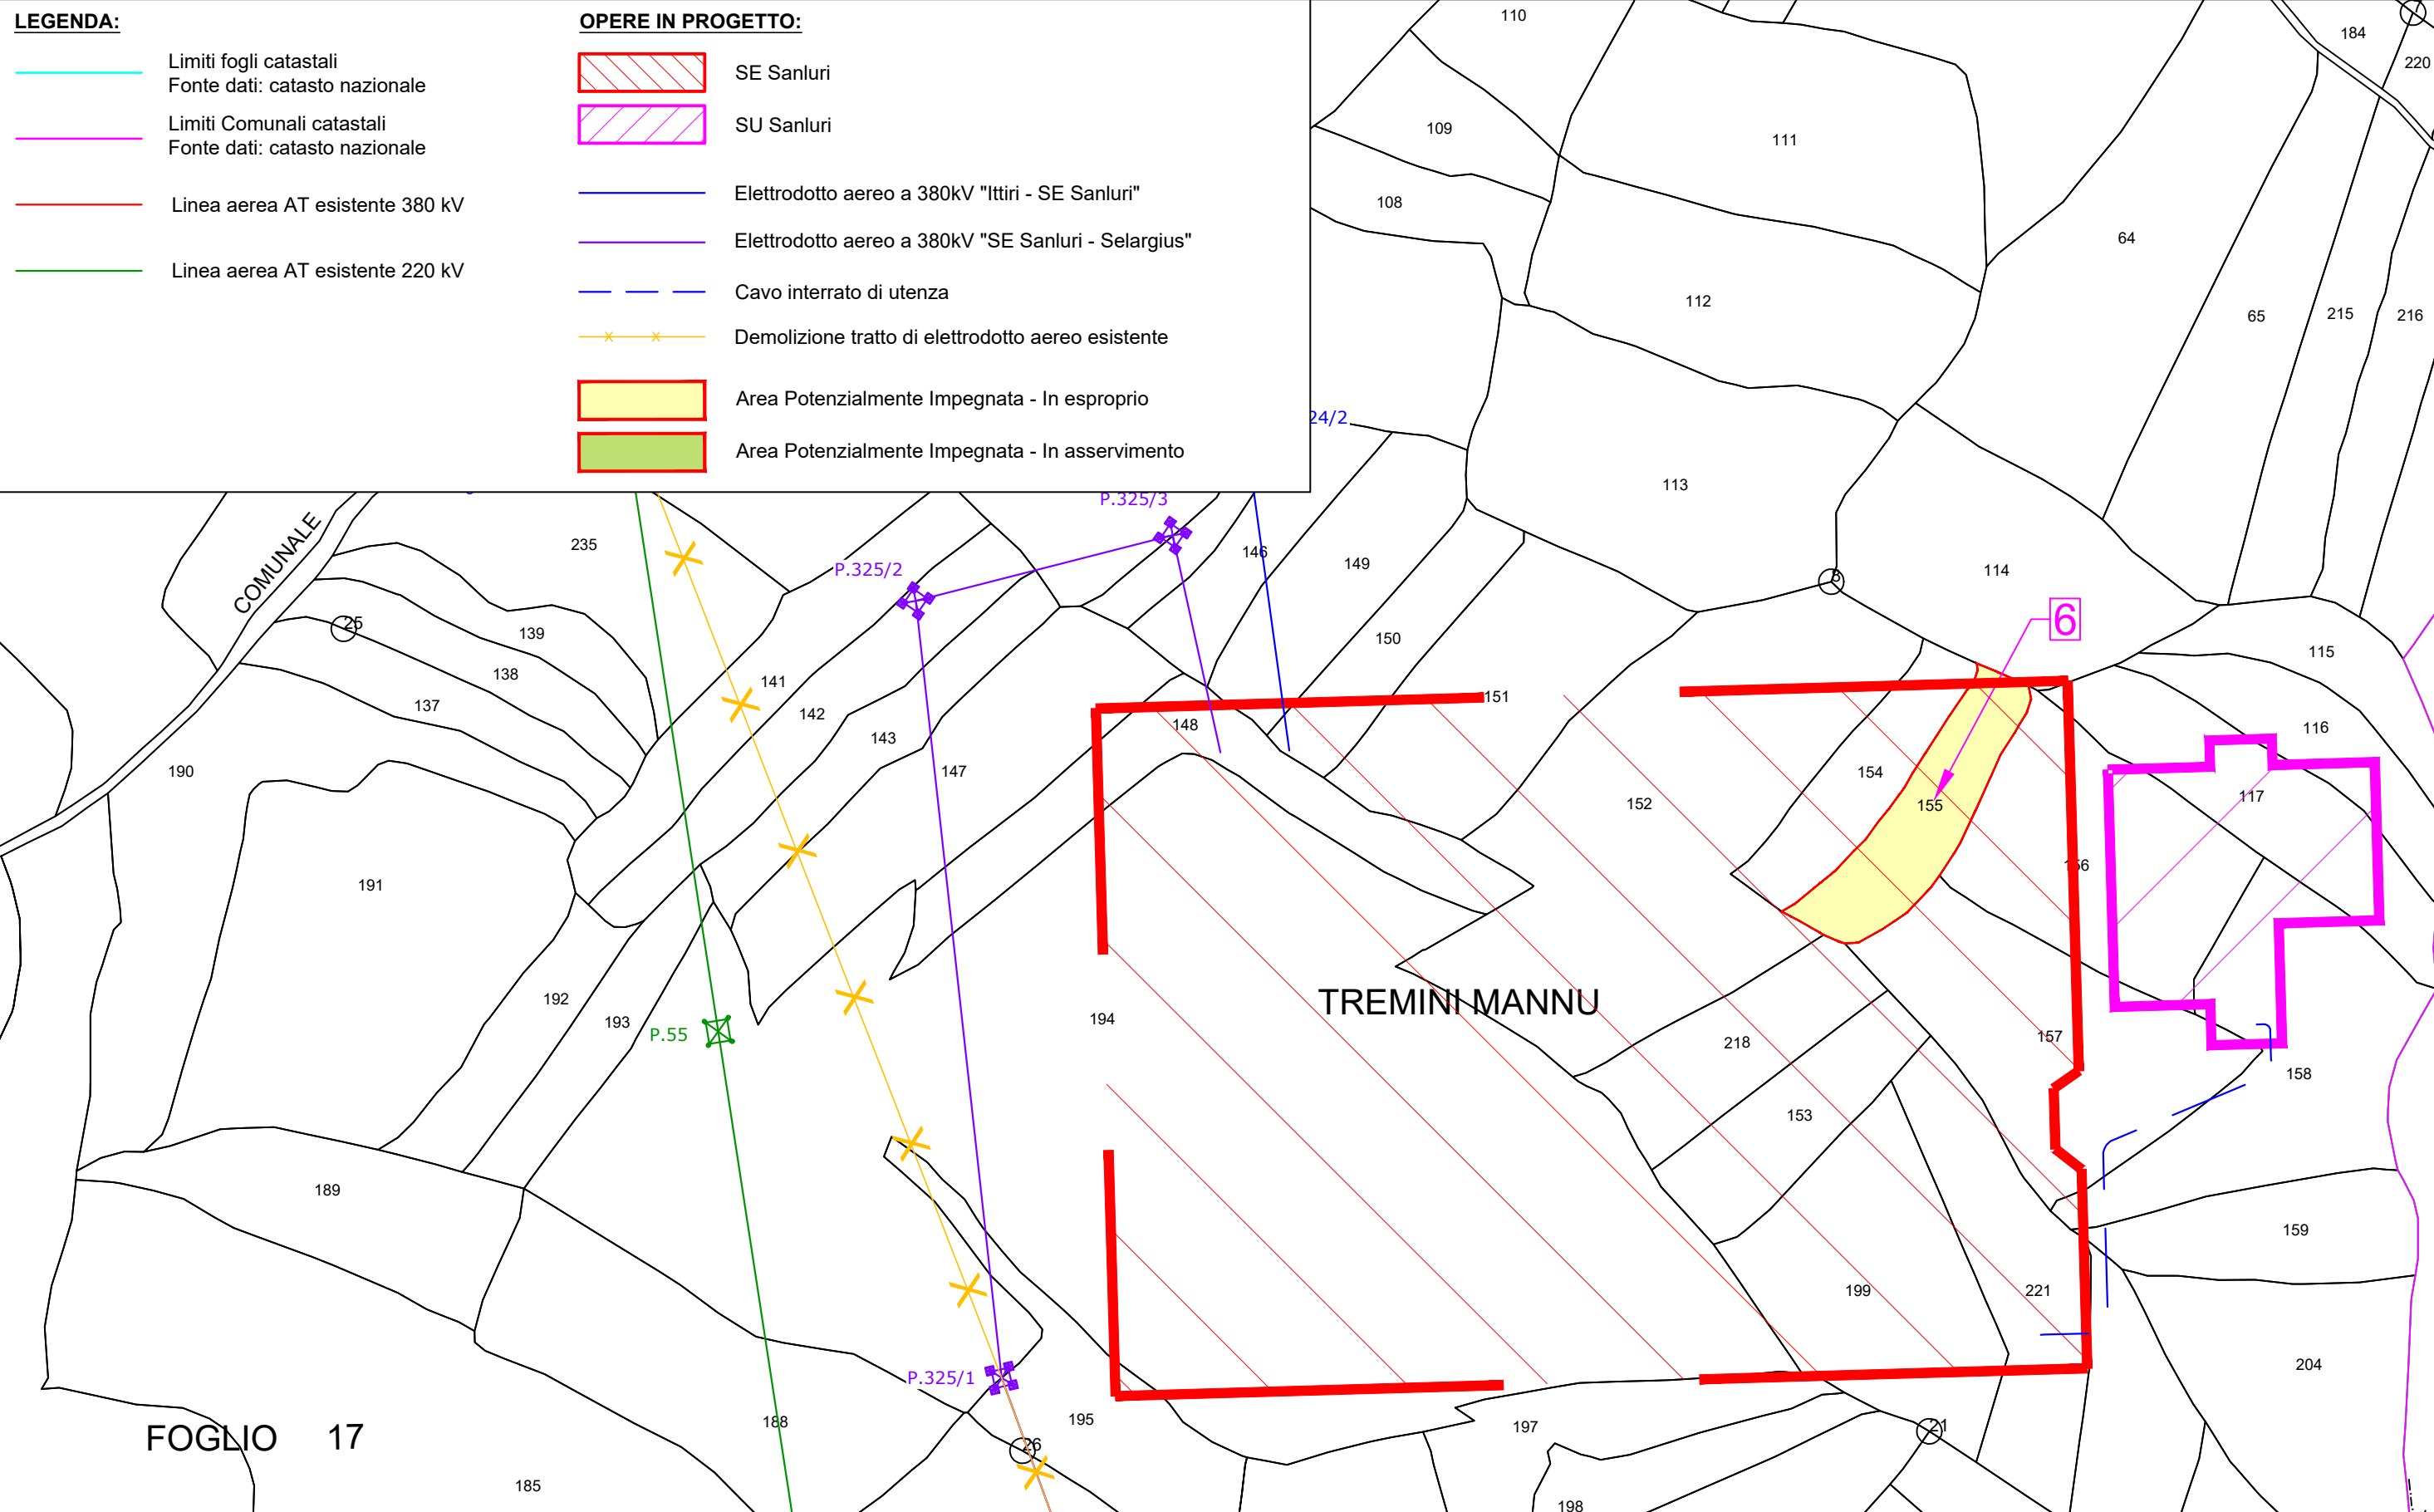 LEGENDA:
Limiti fogli catastali
Fonte dati: catasto nazionale
Limiti Comunali catastali
Fonte dati: catasto nazionale
Linea aerea AT esistente 380 kV
Linea aerea AT esistente 220 kV
OPERE IN PROGETTO:
SE Sanluri
SU Sanluri
Elettrodotto aereo a 380kV "Ittiri - SE Sanluri"
Elettrodotto aereo a 380kV "SE Sanluri - Selargius"
Cavo interrato di utenza
x x
Demolizione tratto di elettrodotto aereo esistente
Area Potenzialmente Impegnata - In esproprio
Area Potenzialmente Impegnata - In asservimento
110
184
220
109
111
108
64
112
65
215
216
24/2
113
P.325/3
COMUNALE
235
146
149
P.325/2
114
25
139
6
150
115
138
141
151
137
142
148
116
143
190
147
154
117
152
155
156
191
192
TREMINI MANNU
193
194
P.55
157
218
158
153
189
159
199
221
204
P.325/1
195
188
197
21
FOGLIO 17
26
185
198